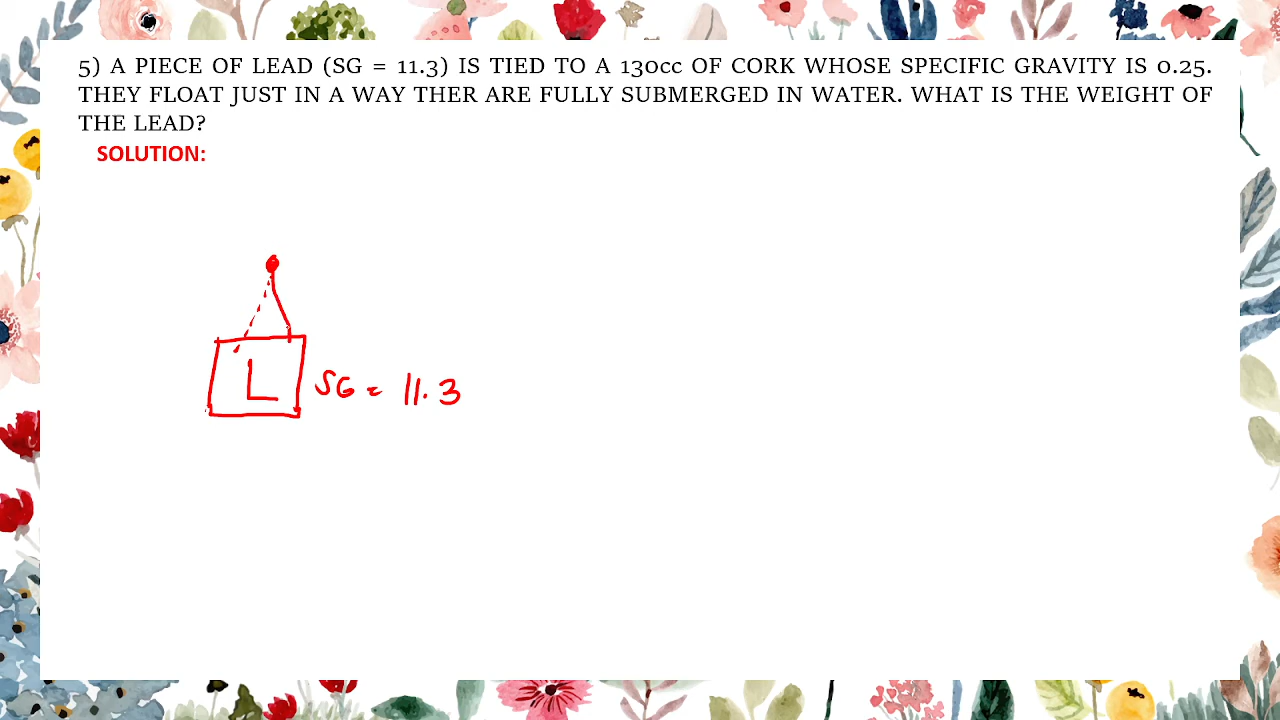 5) A PIECE OF LEAD (SG = 11.3) IS TIED TO A 130cc OF CORK WHOSE SPECIFIC GRAVITY IS 0.25.
THEY FLOAT JUST IN A WAY THER ARE FULLY SUBMERGED IN WATER. WHAT IS THE WEIGHT OF
THE LEAD?
SOLUTION:
L SG = 11.3